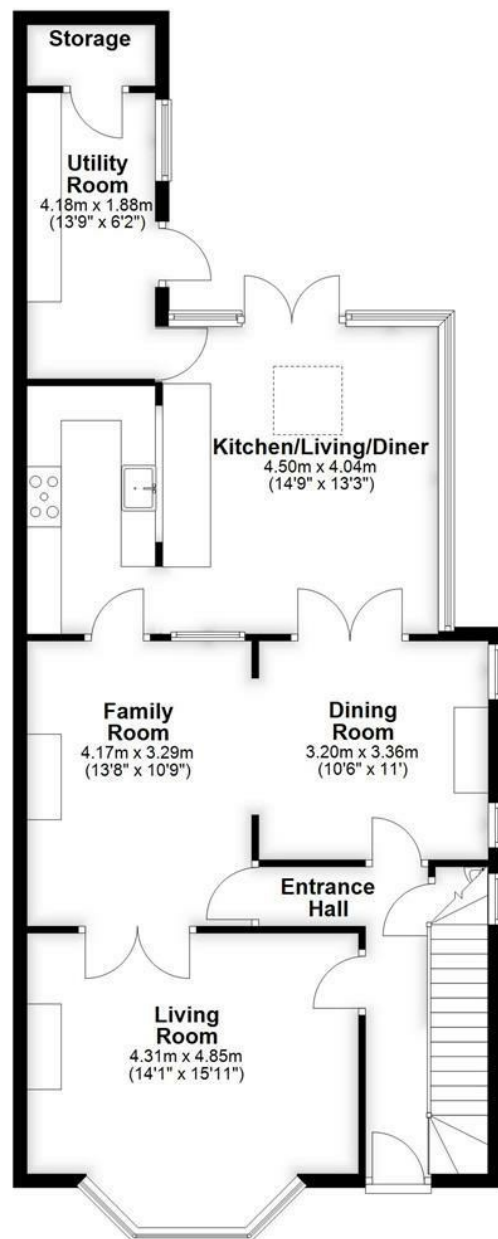 Storage
Utility
Room
4.18m x 1.88m
(13'9" x 6'2")
Kitchen/Living/Diner
4.50m x 4.04m
(14'9" x 13'3")
Family
Room
4.17m x 3.29m
(13'8" x 10'9")
Dining
Room
3.20m x 3.36m
(10'6" x 11')
Entrance
Hall
Living
Room
4.31m x 4.85m
(14'1" x 15'11")